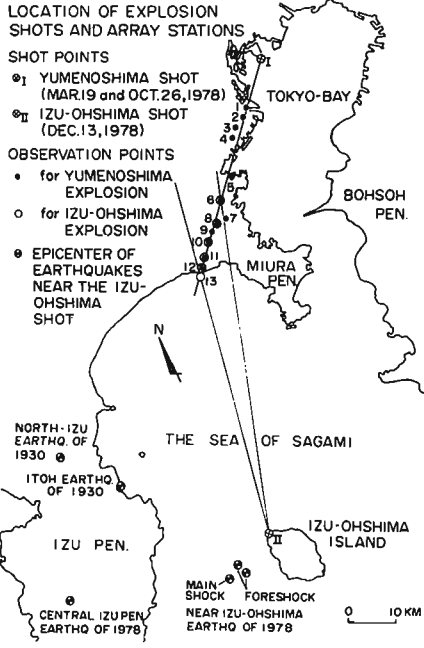 LOCATION OF EXPLOSION
SHOTS AND ARRAY STATIONS
SHOT POINTS
I YUMENOSHIMA SHOT
(MAR.19 and OCT.26,1978)
II IZU-OHSHIMA SHOT
(DEC.13,1978)
OBSERVATION POINTS
for YUMENOSHIMA
EXPLOSION
for IZU-OHSHIMA
EXPLOSION
EPICENTER OF
EARTHQUAKES
NEAR THE IZU-
OHSHIMA
SHOT
I
TOKYO-BAY
1
2
3
4
5
6
BOHSOH
PEN.
8
7
9
10
11
12
13
MIURA
PEN.
N
NORTH-IZU
EARTHQ. OF
1930
THE SEA OF SAGAMI
ITOH EARTHQ.
OF 1930
II
IZU-OHSHIMA
ISLAND
IZU PEN.
MAIN
SHOCK
FORESHOCK
CENTRAL IZU PEN.
EARTHQ OF 1978
NEAR IZU-OHSHIMA
EARTHQ OF 1978
0 10 KM